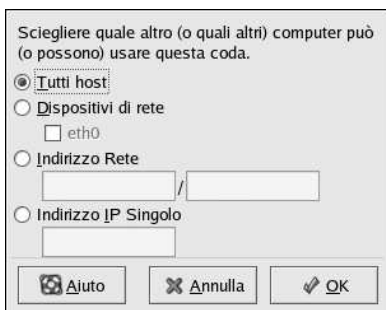 Sciegliere quale altro (o quali altri) computer può
(o possono) usare questa coda.
Tutti host
Dispositivi di rete
eth0
Indirizzo Rete
/
Indirizzo IP Singolo
Aiuto
Annulla
OK